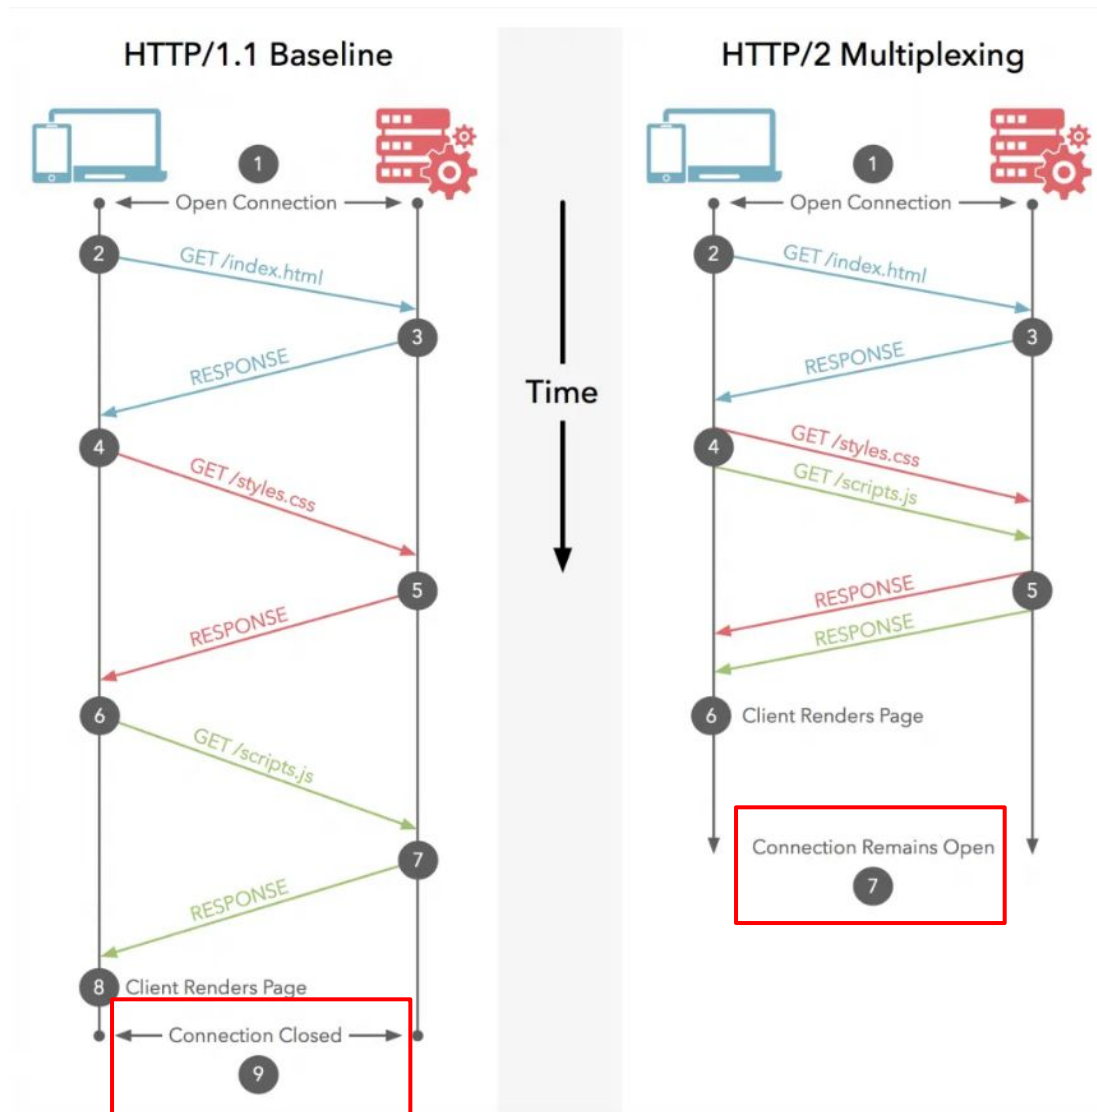 HTTP/1.1 Baseline
1
Open Connection
2
GET /index.html
3
RESPONSE
4
GET /styles.css
5
RESPONSE
6
GET /scripts.js
7
RESPONSE
8 Client Renders Page
Connection Closed
9
Time
HTTP/2 Multiplexing
1
Open Connection
2
GET /index.html
3
RESPONSE
4
GET /styles.css
GET /scripts.js
5
RESPONSE
RESPONSE
6 Client Renders Page
Connection Remains Open
7